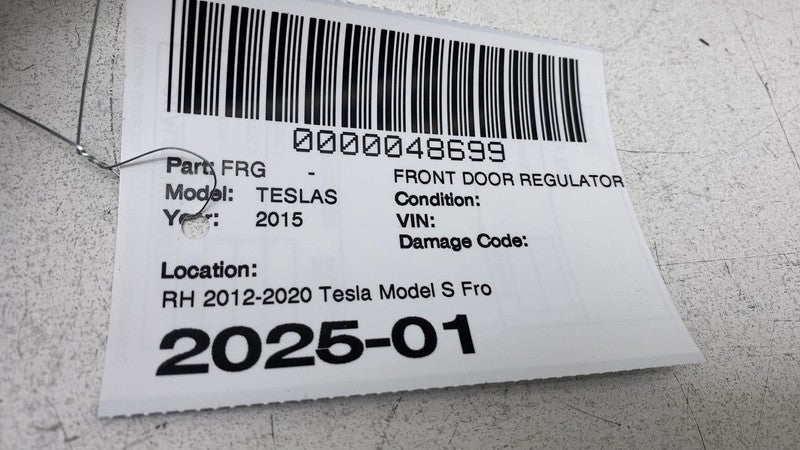 0000048699
Part: FRG - FRONT DOOR REGULATOR
Model: TESLAS Condition:
Year: 2015 VIN:
Damage Code:
Location:
RH 2012-2020 Tesla Model S Fro
2025-01